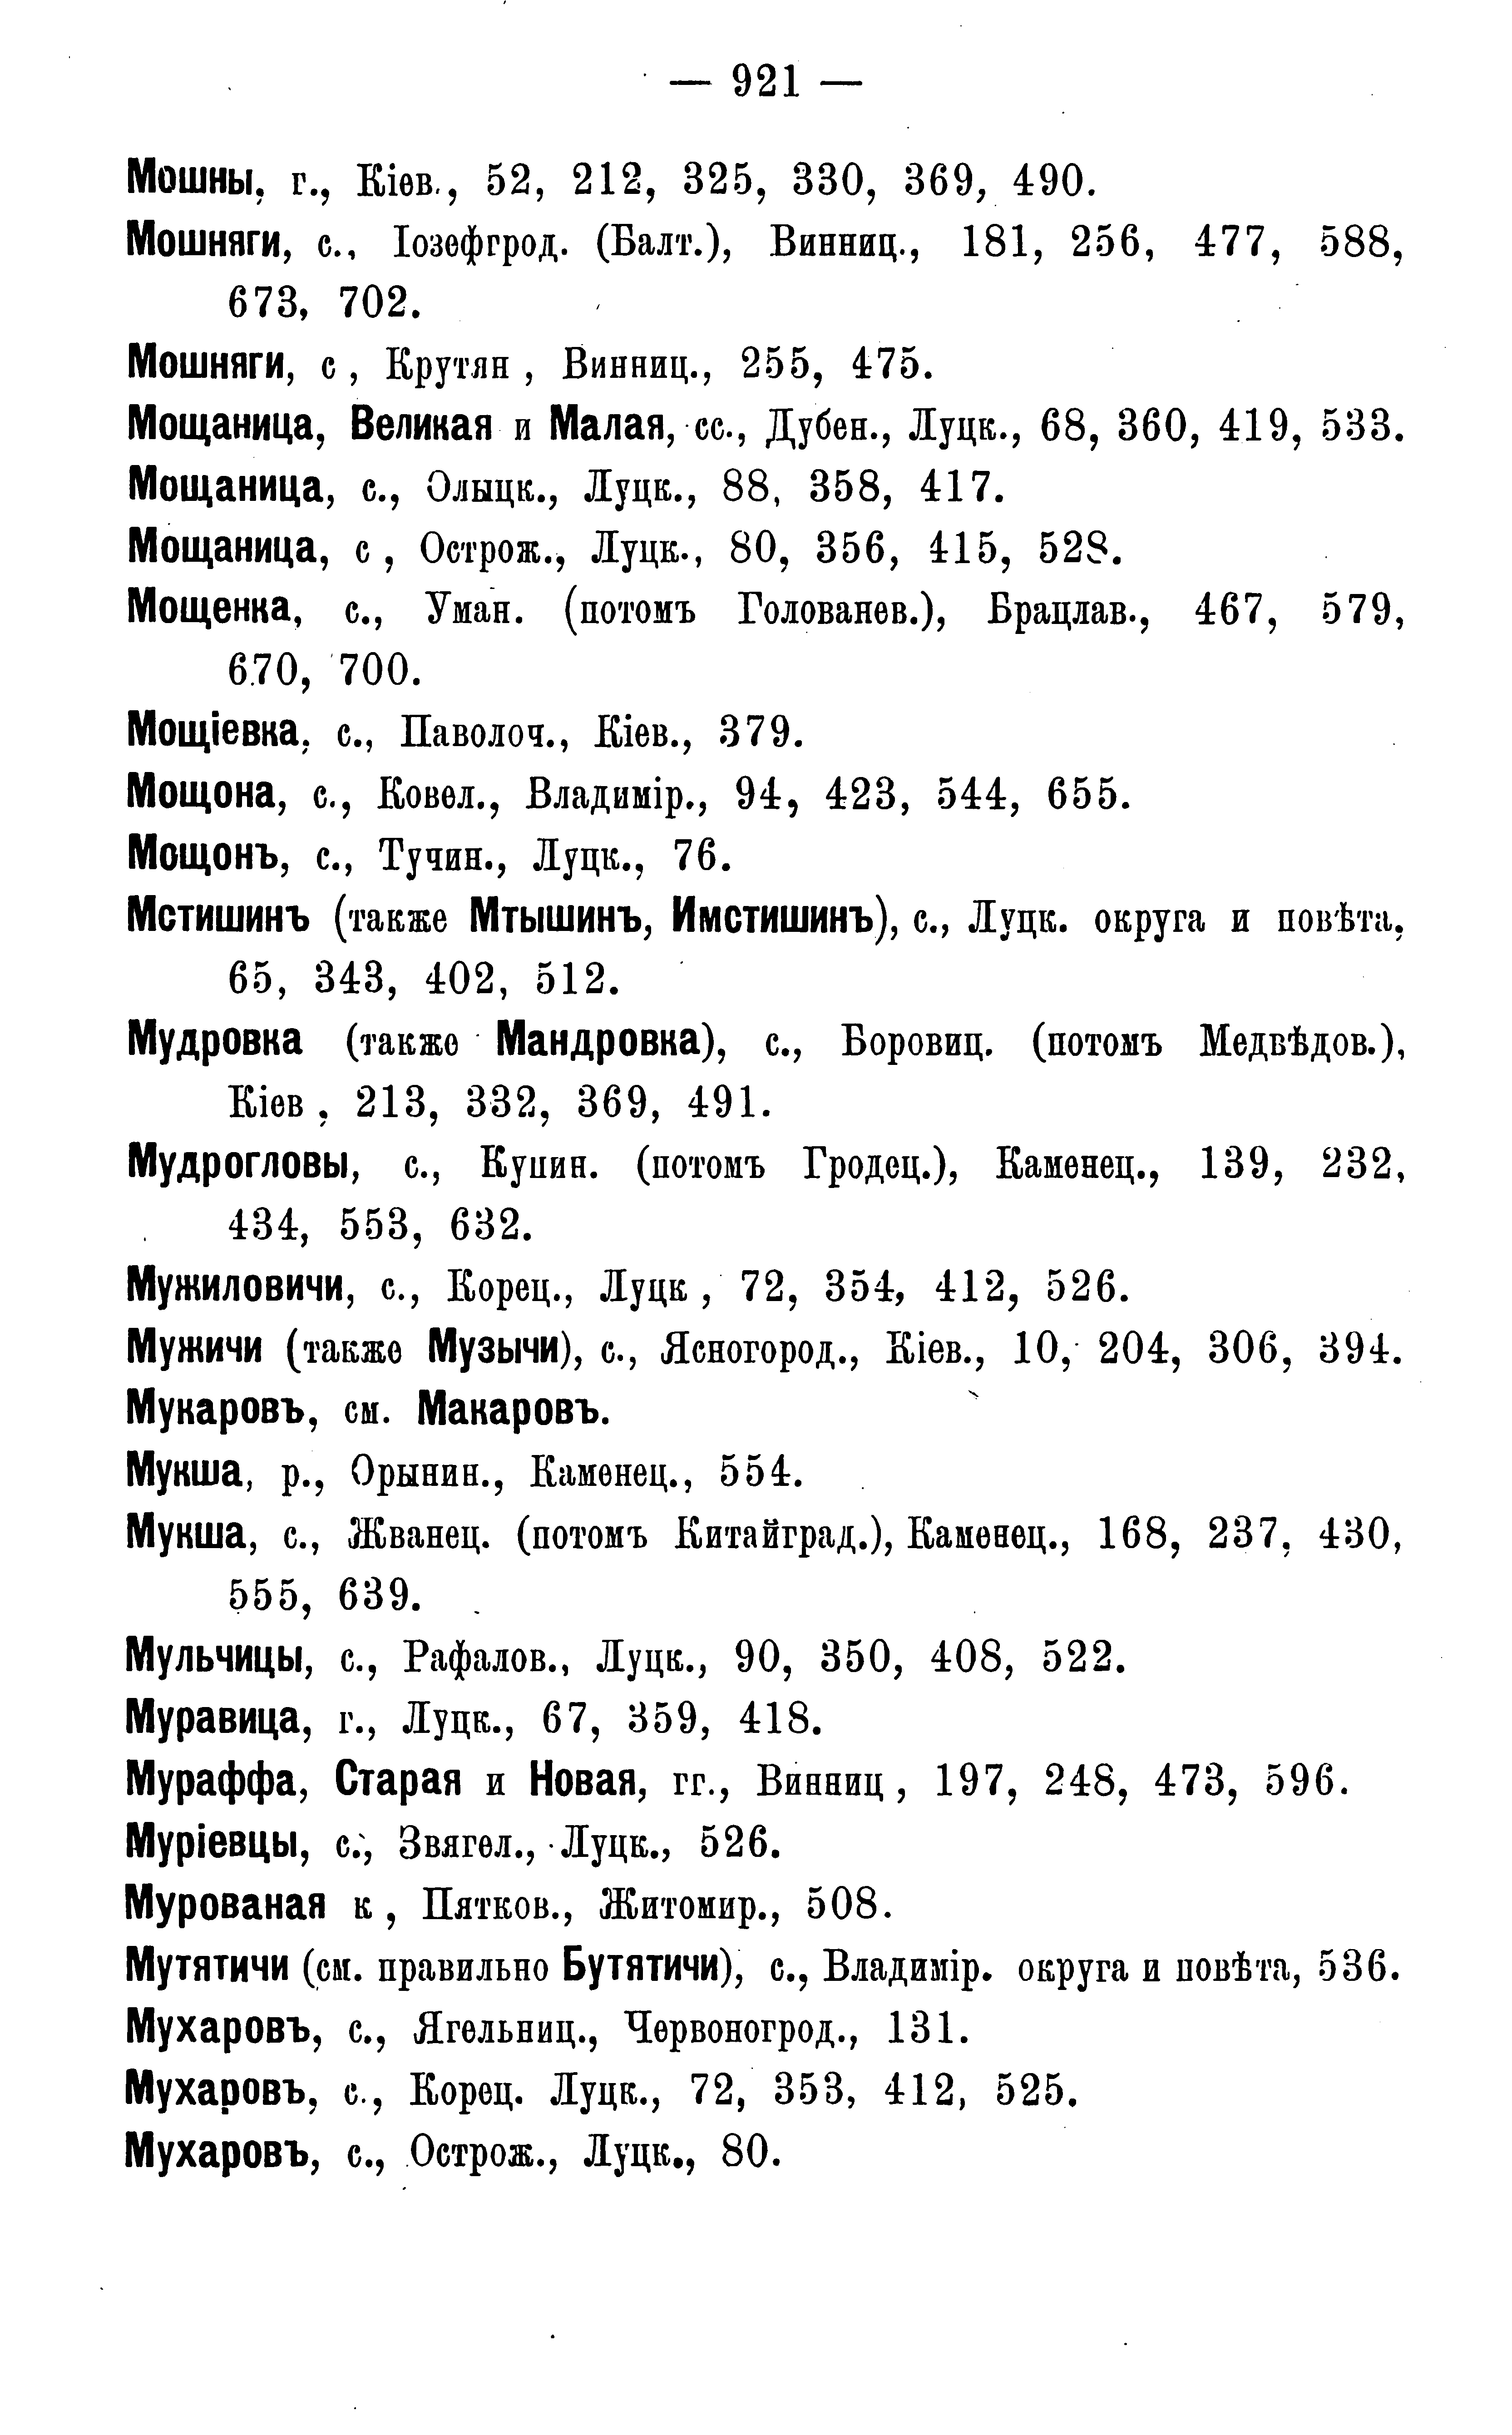 — 921 —
Мошны, г., Кіев., 52, 212, 325, 330, 369, 490.
Мошняги, с., Іозефгрод. (Балт.), Винниц., 181, 256, 477, 588,
673, 702.
Мошняги, с , Крутян , Винниц., 255, 475.
Мощаница, Великая и Малая, сс., Дубен., Луцк., 68, 360, 419, 533.
Мощаница, с., Олыцк., Луцк., 88, 358, 417.
Мощаница, с , Острож., Луцк., 80, 356, 415, 528.
Мощенка, с., Уман. (потомъ Голованев.), Брацлав., 467, 579,
670, 700.
Мощіевка, с., Паволоч., Кіев., 379.
Мощона, с., Ковел., Владимір., 94, 423, 544, 655.
Мощонъ, с., Тучин., Луцк., 76.
Мстишинъ (также Мтышинъ, Имстишинъ), с., Луцк. округа и повѣта,
65, 343, 402, 512.
Мудровка (также Мандровка), с., Боровиц. (потомъ Медвѣдов.),
Кіев , 213, 332, 369, 491.
Мудрогловы, с., Купин. (потомъ Гродец.), Каменец., 139, 232,
434, 553, 632.
Мужиловичи, с., Корец., Луцк , 72, 354, 412, 526.
Мужичи (также Музычи), с., Ясногород., Кіев., 10, 204, 306, 394.
Мукаровъ, см. Макаровъ.
Мукша, р., Орынин., Каменец., 554.
Мукша, с., Жванец. (потомъ Китайград.), Каменец., 168, 237, 430,
555, 639.
Мульчицы, с., Рафалов., Луцк., 90, 350, 408, 522.
Муравица, г., Луцк., 67, 359, 418.
Мураффа, Старая и Новая, гг., Винниц , 197, 248, 473, 596.
Муріевцы, с., Звягел., Луцк., 526.
Мурованая к , Пятков., Житомир., 508.
Мутятичи (см. правильно Бутятичи), с., Владимір. округа и повѣта, 536.
Мухаровъ, с., Ягельниц., Червоногрод., 131.
Мухаровъ, с., Корец. Луцк., 72, 353, 412, 525.
Мухаровъ, с., Острож., Луцк., 80.